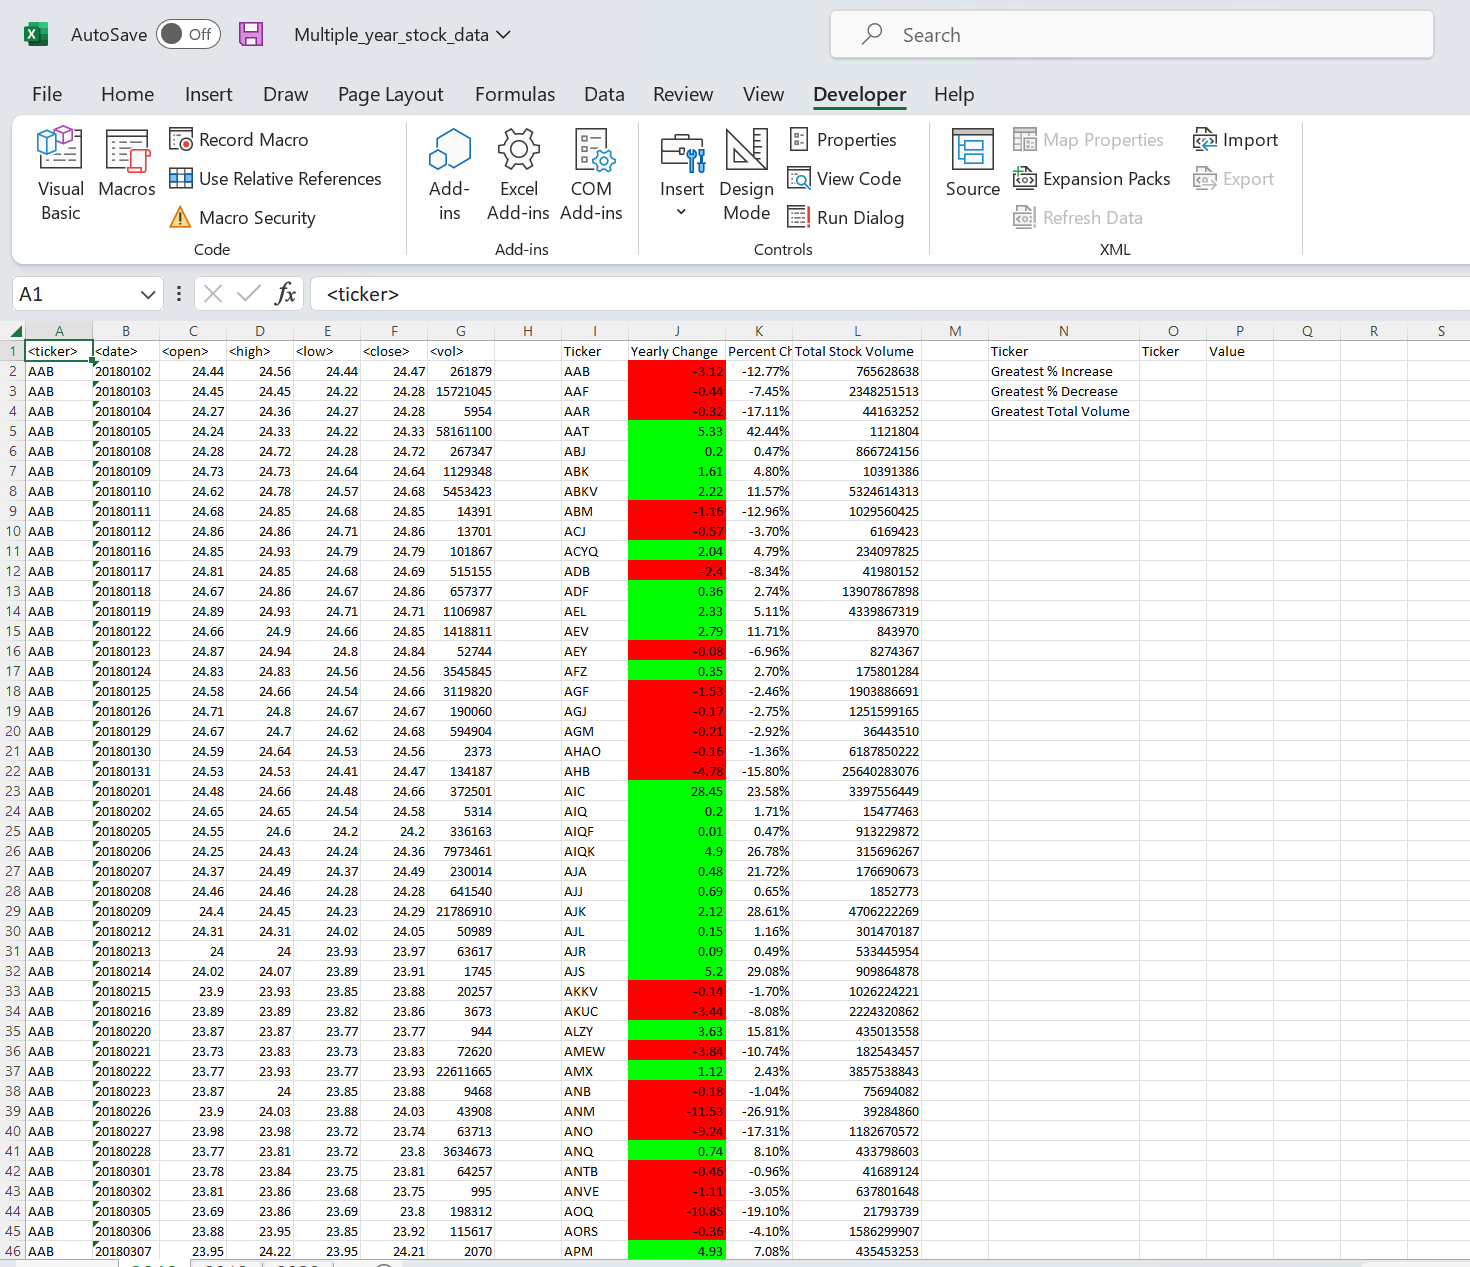 AutoSave Off Multiple_year_stock_data Search
File Home Insert Draw Page Layout Formulas Data Review View Developer Help
Visual Basic Macros Record Macro Use Relative References Macro Security Code
Add-ins Excel Add-ins COM Add-ins Add-ins
Insert Design Mode Properties View Code Run Dialog Controls
Source Map Properties Expansion Packs Refresh Data Import Export XML
A1 fx <ticker>
A B C D E F G H I J K L M N O P Q R S
1 <ticker> <date> <open> <high> <low> <close> <vol> Ticker Yearly Change Percent Ch Total Stock Volume Ticker Ticker Value
2 AAB 20180102 24.44 24.56 24.44 24.47 261879 AAB -3.12 -12.77% 765628638 Greatest % Increase
3 AAB 20180103 24.45 24.45 24.22 24.28 15721045 AAF -0.44 -7.45% 2348251513 Greatest % Decrease
4 AAB 20180104 24.27 24.36 24.27 24.28 5954 AAR -0.32 -17.11% 44163252 Greatest Total Volume
5 AAB 20180105 24.24 24.33 24.22 24.33 58161100 AAT 5.33 42.44% 1121804
6 AAB 20180108 24.28 24.72 24.28 24.72 267347 ABJ 0.2 0.47% 866724156
7 AAB 20180109 24.73 24.73 24.64 24.64 1129348 ABK 1.61 4.80% 10391386
8 AAB 20180110 24.62 24.78 24.57 24.68 5453423 ABKV 2.22 11.57% 5324614313
9 AAB 20180111 24.68 24.85 24.68 24.85 14391 ABM -1.16 -12.96% 1029560425
10 AAB 20180112 24.86 24.86 24.71 24.86 13701 ACJ -0.57 -3.70% 6169423
11 AAB 20180116 24.85 24.93 24.79 24.79 101867 ACYQ 2.04 4.79% 234097825
12 AAB 20180117 24.81 24.85 24.68 24.69 515155 ADB -2.4 -8.34% 41980152
13 AAB 20180118 24.67 24.86 24.67 24.86 657377 ADF 0.36 2.74% 13907867898
14 AAB 20180119 24.89 24.93 24.71 24.71 1106987 AEL 2.33 5.11% 4339867319
15 AAB 20180122 24.66 24.9 24.66 24.85 1418811 AEV 2.79 11.71% 843970
16 AAB 20180123 24.87 24.94 24.8 24.84 52744 AEY -0.08 -6.96% 8274367
17 AAB 20180124 24.83 24.83 24.56 24.56 3545845 AFZ 0.35 2.70% 175801284
18 AAB 20180125 24.58 24.66 24.54 24.66 3119820 AGF -1.53 -2.46% 1903886691
19 AAB 20180126 24.71 24.8 24.67 24.67 190060 AGJ -0.17 -2.75% 1251599165
20 AAB 20180129 24.67 24.7 24.62 24.68 594904 AGM -0.21 -2.92% 36443510
21 AAB 20180130 24.59 24.64 24.53 24.56 2373 AHAO -0.16 -1.36% 6187850222
22 AAB 20180131 24.53 24.53 24.41 24.47 134187 AHB -4.78 -15.80% 25640283076
23 AAB 20180201 24.48 24.66 24.48 24.66 372501 AIC 28.45 23.58% 3397556449
24 AAB 20180202 24.65 24.65 24.54 24.58 5314 AIQ 0.2 1.71% 15477463
25 AAB 20180205 24.55 24.6 24.2 24.2 336163 AIQF 0.01 0.47% 913229872
26 AAB 20180206 24.25 24.43 24.24 24.36 7973461 AIQK 4.9 26.78% 315696267
27 AAB 20180207 24.37 24.49 24.37 24.49 230014 AJA 0.48 21.72% 176690673
28 AAB 20180208 24.46 24.46 24.28 24.28 641540 AJJ 0.69 0.65% 1852773
29 AAB 20180209 24.4 24.45 24.23 24.29 21786910 AJK 2.12 28.61% 4706222269
30 AAB 20180212 24.31 24.31 24.02 24.05 50989 AJL 0.15 1.16% 301470187
31 AAB 20180213 24 24 23.93 23.97 63617 AJR 0.09 0.49% 533445954
32 AAB 20180214 24.02 24.07 23.89 23.91 1745 AJS 5.2 29.08% 909864878
33 AAB 20180215 23.9 23.93 23.85 23.88 20257 AKKV -0.14 -1.70% 1026224221
34 AAB 20180216 23.89 23.89 23.82 23.86 3673 AKUC -3.44 -8.08% 2224320862
35 AAB 20180220 23.87 23.87 23.77 23.77 944 ALZY 3.63 15.81% 435013558
36 AAB 20180221 23.73 23.83 23.73 23.83 72620 AMEW -3.84 -10.74% 182543457
37 AAB 20180222 23.77 23.93 23.77 23.93 22611665 AMX 1.12 2.43% 3857538843
38 AAB 20180223 23.87 24 23.85 23.88 9468 ANB -0.18 -1.04% 75694082
39 AAB 20180226 23.9 24.03 23.88 24.03 43908 ANM -11.53 -26.91% 39284860
40 AAB 20180227 23.98 23.98 23.72 23.74 63713 ANO -9.24 -17.31% 1182670572
41 AAB 20180228 23.77 23.81 23.72 23.8 3634673 ANQ 0.74 8.10% 433798603
42 AAB 20180301 23.78 23.84 23.75 23.81 64257 ANTB -0.46 -0.96% 41689124
43 AAB 20180302 23.81 23.86 23.68 23.75 995 ANVE -1.11 -3.05% 637801648
44 AAB 20180305 23.69 23.86 23.69 23.8 198312 AOQ -10.85 -19.10% 21793739
45 AAB 20180306 23.88 23.95 23.85 23.92 115617 AORS -0.36 -4.10% 1586299907
46 AAB 20180307 23.95 24.22 23.95 24.21 2070 APM 4.93 7.08% 435453253